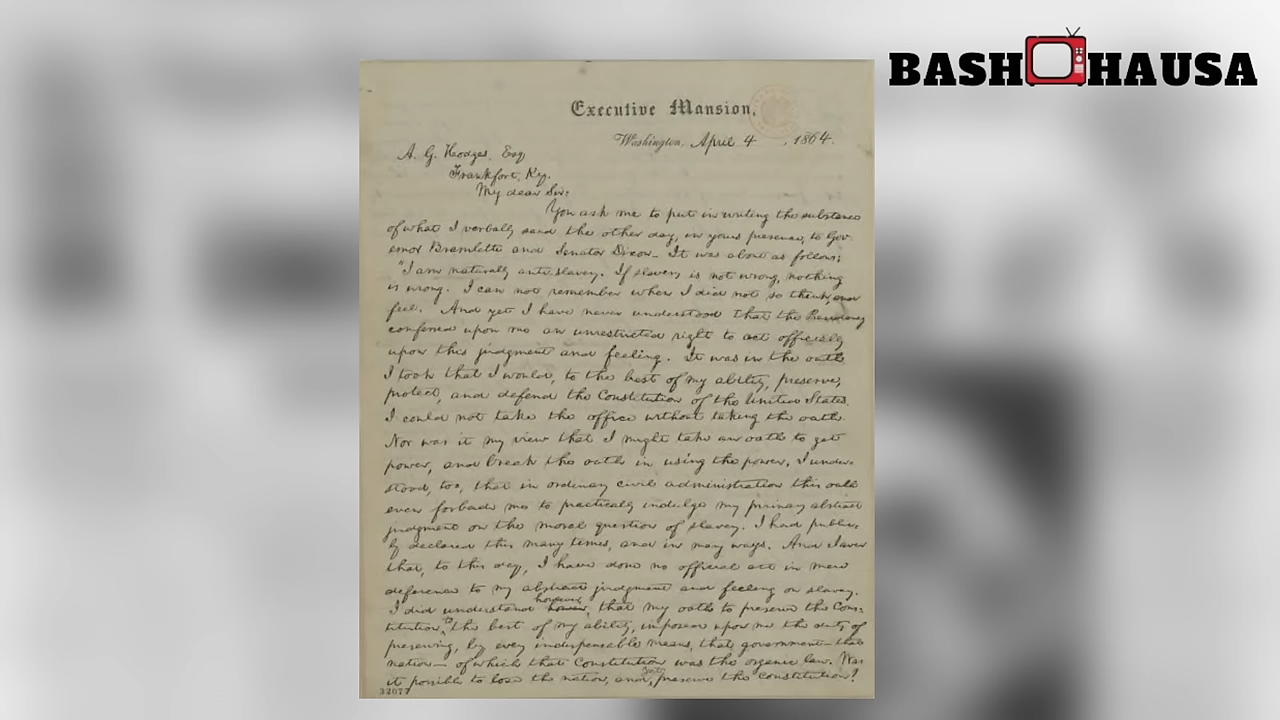 BASH HAUSA
Executive Mansion,
Washington, April 4, 1864.
A. G. Hodges, Esq
Frankfort, Ky.
My dear Sir:
You ask me to put in writing the substance
of what I verbally said the other day, in your presence, to Gov-
ernor Bramlette and Senator Dixon. It was about as follows:
"I am naturally anti-slavery. If slavery is not wrong, nothing
is wrong. I can not remember when I did not so think, and
feel. And yet I have never understood that the Presidency
conferred upon me an unrestricted right to act officially
upon this judgment and feeling. It was in the oath
I took that I would, to the best of my ability, preserve,
protect, and defend the Constitution of the United States.
I could not take the office without taking the oath.
Nor was it my view that I might take an oath to get
power, and break the oath in using the power. I under-
stood, too, that in ordinary civil administration this oath
even forbade me to practically indulge my primary abstract
judgment on the moral question of slavery. I had public-
ly declared this many times, and in many ways. And I aver
that, to this day, I have done no official act in mere
deference to my abstract judgment and feeling on slavery.
I did understand however, that my oath to preserve the Cons-
titution to the best of my ability, imposed upon me the duty of
preserving, by every indispensable means, that government—that
nation—of which that Constitution was the organic law. Was
it possible to lose the nation, and yet preserve the Constitution?
32077